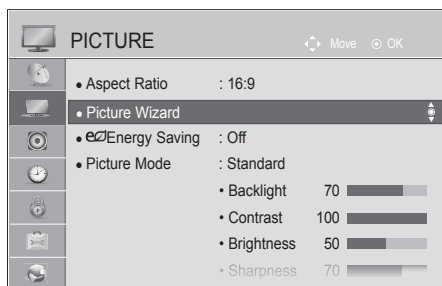 PICTURE
Move OK
• Aspect Ratio : 16:9
• Picture Wizard
• eco Energy Saving : Off
• Picture Mode : Standard
• Backlight 70
• Contrast 100
• Brightness 50
• Sharpness 70